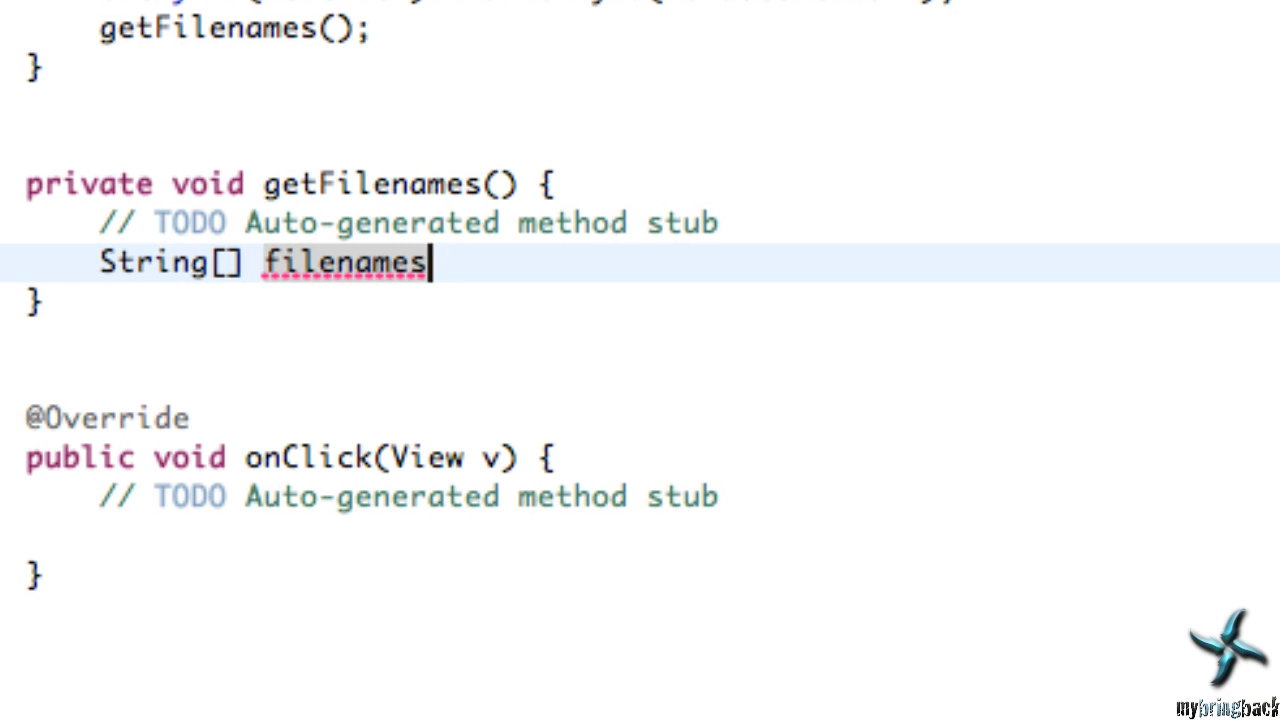 getFilenames();
}
private void getFilenames() {
// TODO Auto-generated method stub
String[] filenames
}
@Override
public void onClick(View v) {
// TODO Auto-generated method stub
}
mybringback